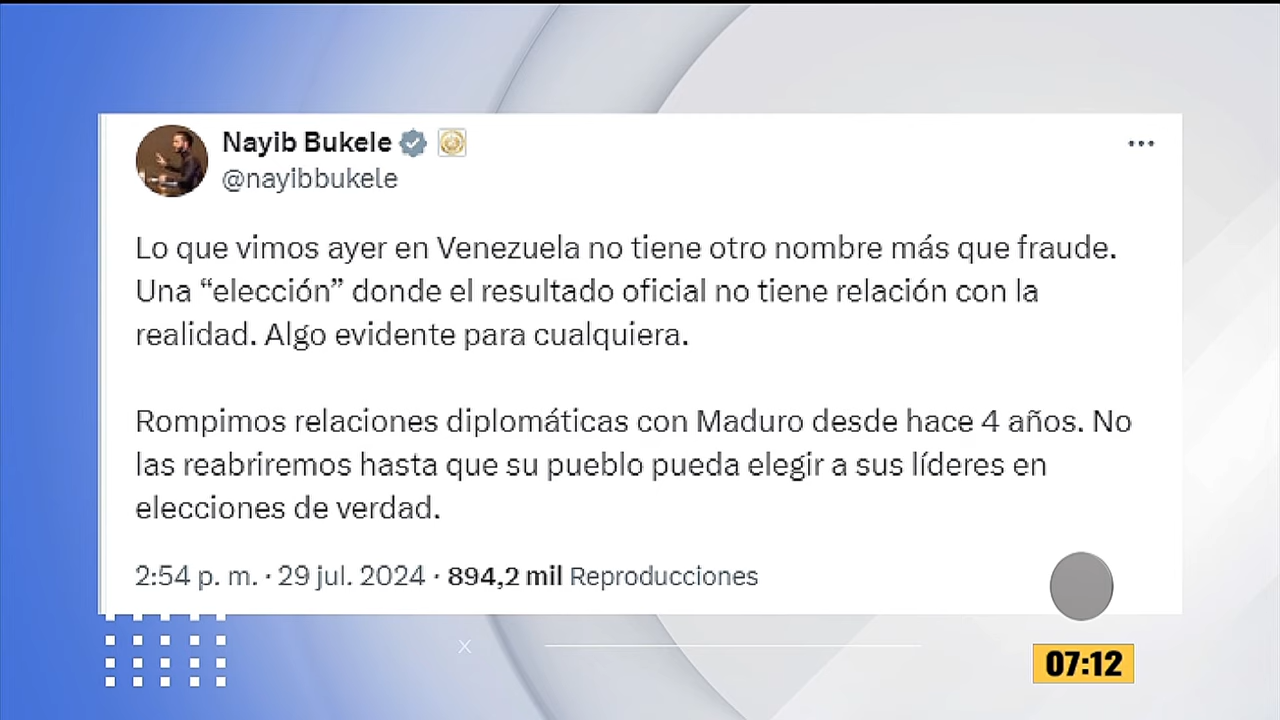 Nayib Bukele
@nayibbukele
Lo que vimos ayer en Venezuela no tiene otro nombre más que fraude.
Una “elección” donde el resultado oficial no tiene relación con la
realidad. Algo evidente para cualquiera.
Rompimos relaciones diplomáticas con Maduro desde hace 4 años. No
las reabriremos hasta que su pueblo pueda elegir a sus líderes en
elecciones de verdad.
2:54 p. m. · 29 jul. 2024 · 894,2 mil Reproducciones
07:12